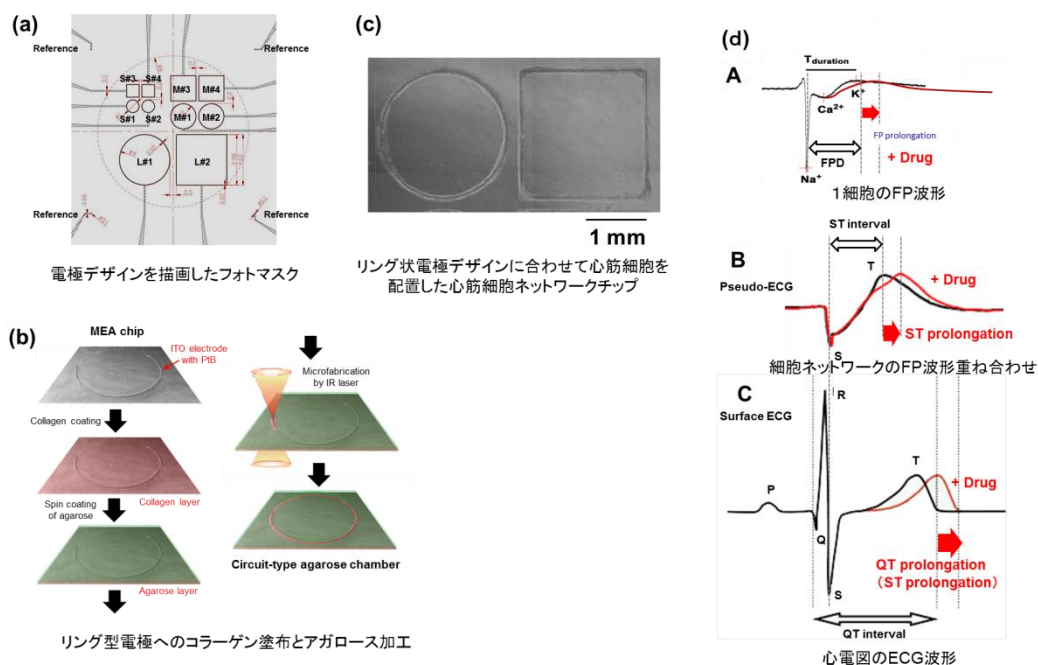 (a)
Reference
Reference
S#3
S#4
M#3
M#4
S#1
S#2
M#1
M#2
L#1
L#2
Reference
Reference
電極デザインを描画したフォトマスク
(b)
MEA chip
ITO electrode
with PtB
Collagen coating
Collagen layer
Spin coating
of agarose
Agarose layer
Microfabrication
by IR laser
Circuit-type agarose chamber
リング型電極へのコラーゲン塗布とアガロース加工
(c)
1 mm
リング状電極デザインに合わせて心筋細胞を
配置した心筋細胞ネットワークチップ
(d)
A
Tduration
Ca2+
K+
FP prolongation
FPD
+ Drug
Na+
1細胞のFP波形
ST interval
B
T
+ Drug
Pseudo-ECG
ST prolongation
S
細胞ネットワークのFP波形重ね合わせ
C
R
Surface ECG
T
+ Drug
P
Q
QT prolongation
(ST prolongation)
S
QT interval
心電図のECG波形